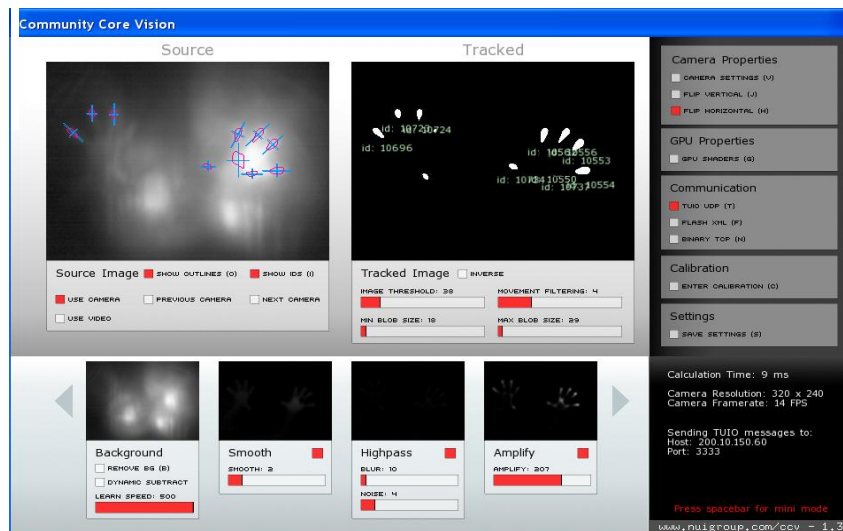 Community Core Vision
Source
Tracked
id: 10696
id: 10553
id: 10554
Source Image
SHOW OUTLINES (O)
SHOW IDS (I)
USE CAMERA
PREVIOUS CAMERA
NEXT CAMERA
USE VIDEO
Tracked Image
INVERSE
IMAGE THRESHOLD: 38
MOVEMENT FILTERING: 4
MIN BLOB SIZE: 18
MAX BLOB SIZE: 29
Camera Properties
CAMERA SETTINGS (V)
FLIP VERTICAL (J)
FLIP HORIZONTAL (H)
GPU Properties
GPU SHADERS (G)
Communication
TUIO UDP (T)
FLASH XML (F)
BINARY TCP (N)
Calibration
ENTER CALIBRATION (C)
Settings
SAVE SETTINGS (S)
Background
REMOVE BG (B)
DYNAMIC SUBTRACT
LEARN SPEED: 500
Smooth
SMOOTH: 2
Highpass
BLUR: 10
NOISE: 4
Amplify
AMPLIFY: 207
Calculation Time: 9 ms
Camera Resolution: 320 x 240
Camera Framerate: 14 FPS
Sending TUIO messages to:
Host: 200.10.150.60
Port: 3333
Press spacebar for mini mode
www.nuigroup.com/ccv - 1.3